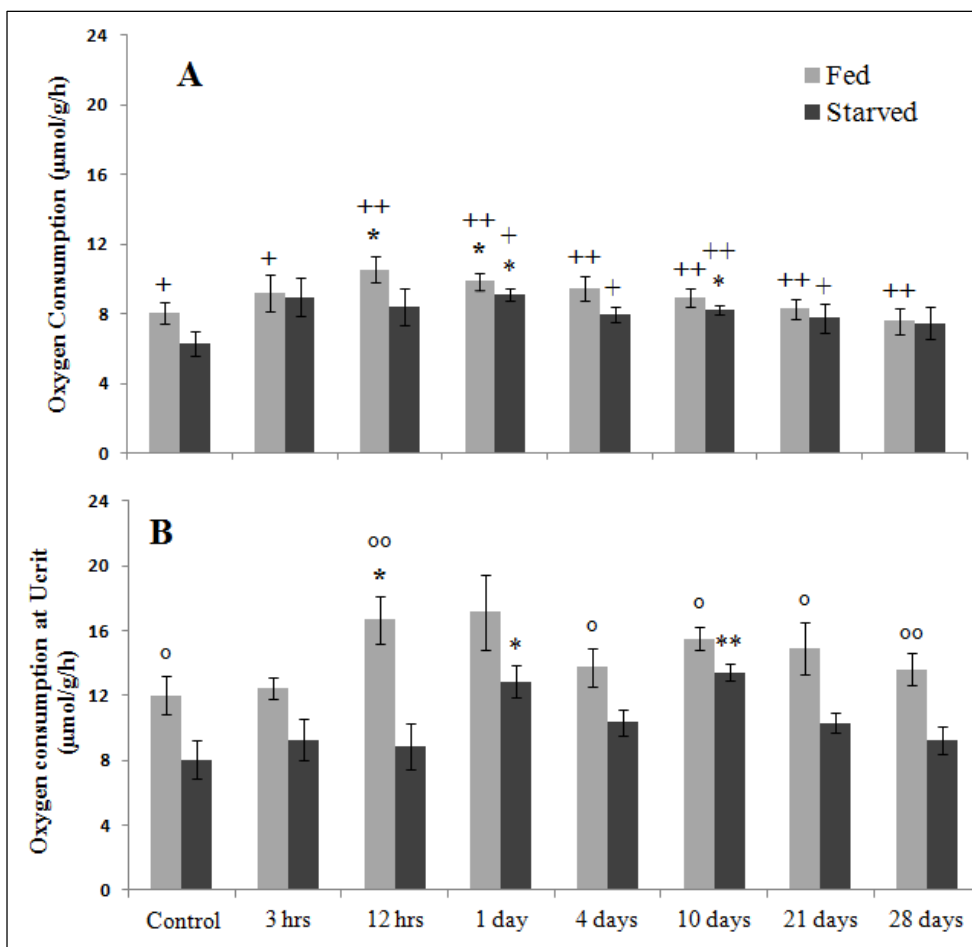 24
20
16
12
8
4
0
Oxygen Consumption (µmol/g/h)
A
Fed
Starved
+
+
++
*
++
*
+
*
++
+
++
++
*
++
+
++
24
20
16
12
8
4
0
Oxygen consumption at Ucrit
(µmol/g/h)
B
o
oo
*
*
o
o
**
o
oo
Control 3 hrs 12 hrs 1 day 4 days 10 days 21 days 28 days